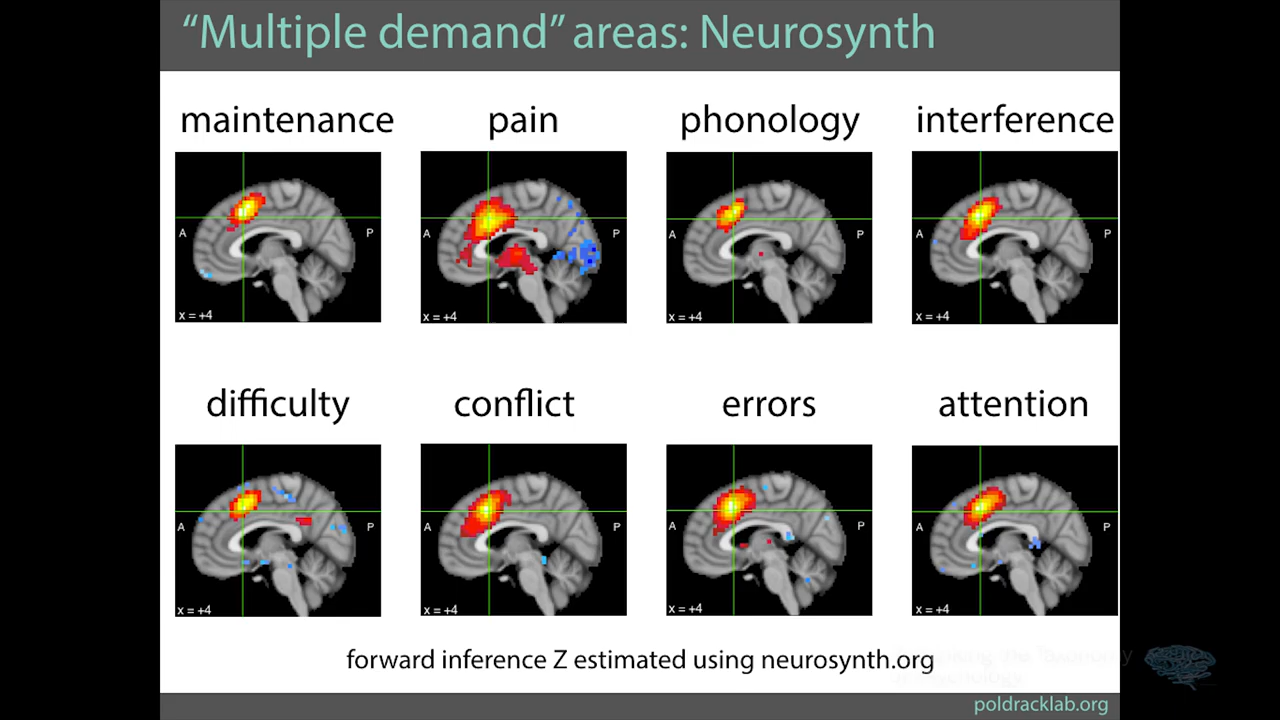 “Multiple demand” areas: Neurosynth
maintenance pain phonology interference
A P A P A P A P
x = +4 x = +4 x = +4 x = +4
difficulty conflict errors attention
A P A P A P A P
x = +4 x = +4 x = +4 x = +4
forward inference Z estimated using neurosynth.org
poldracklab.org